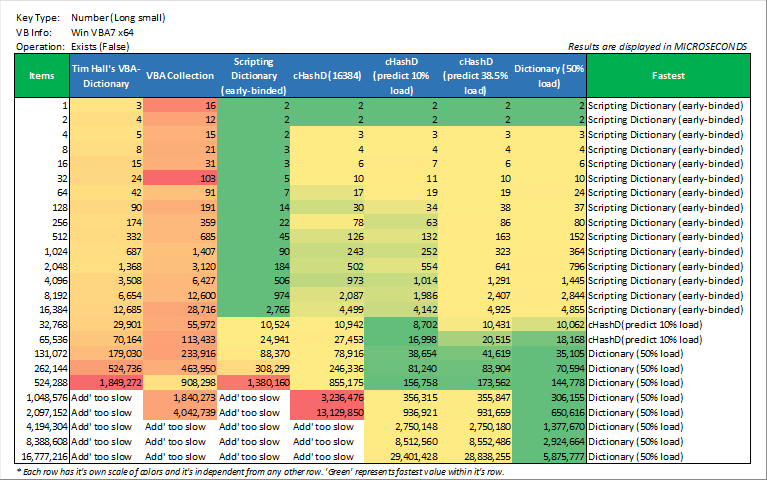 Key Type: Number (Long small)
VB Info: Win VBA7 x64
Operation: Exists (False) Results are displayed in MICROSECONDS
Items Tim Hall's VBA-Dictionary VBA Collection Scripting Dictionary (early-binded) cHashD (16384) cHashD (predict 10% load) cHashD (predict 38.5% load) Dictionary (50% load) Fastest
1 3 16 2 2 2 2 2 Scripting Dictionary (early-binded)
2 4 12 2 2 2 2 2 Scripting Dictionary (early-binded)
4 5 15 2 3 3 3 3 Scripting Dictionary (early-binded)
8 8 21 3 4 4 4 4 Scripting Dictionary (early-binded)
16 15 31 3 6 7 6 6 Scripting Dictionary (early-binded)
32 24 103 5 10 11 10 10 Scripting Dictionary (early-binded)
64 42 91 7 17 19 19 24 Scripting Dictionary (early-binded)
128 90 191 14 30 34 38 37 Scripting Dictionary (early-binded)
256 174 359 22 78 63 86 80 Scripting Dictionary (early-binded)
512 332 685 45 126 132 163 152 Scripting Dictionary (early-binded)
1,024 687 1,407 90 243 252 323 364 Scripting Dictionary (early-binded)
2,048 1,368 3,120 184 502 554 641 796 Scripting Dictionary (early-binded)
4,096 3,508 6,427 506 973 1,014 1,291 1,445 Scripting Dictionary (early-binded)
8,192 6,654 12,600 974 2,087 1,986 2,407 2,844 Scripting Dictionary (early-binded)
16,384 12,685 28,716 2,765 4,499 4,142 4,925 4,855 Scripting Dictionary (early-binded)
32,768 29,901 55,972 10,524 10,942 8,702 10,431 10,062 cHashD(predict 10% load)
65,536 70,164 113,433 24,941 27,453 16,998 20,515 18,168 cHashD(predict 10% load)
131,072 179,030 233,916 88,370 78,916 38,654 41,619 35,105 Dictionary (50% load)
262,144 524,736 463,950 308,299 246,336 81,240 83,904 70,594 Dictionary (50% load)
524,288 1,849,272 908,298 1,380,160 855,175 156,758 173,562 144,778 Dictionary (50% load)
1,048,576 Add' too slow 1,840,273 Add' too slow 3,236,476 356,315 355,847 306,155 Dictionary (50% load)
2,097,152 Add' too slow 4,042,739 Add' too slow 13,129,850 936,921 931,659 650,616 Dictionary (50% load)
4,194,304 Add' too slow Add' too slow Add' too slow Add' too slow 2,750,148 2,750,180 1,377,670 Dictionary (50% load)
8,388,608 Add' too slow Add' too slow Add' too slow Add' too slow 8,512,560 8,552,486 2,924,664 Dictionary (50% load)
16,777,216 Add' too slow Add' too slow Add' too slow Add' too slow 29,401,428 28,838,255 5,875,777 Dictionary (50% load)
* Each row has it's own scale of colors and it's independent from any other row. 'Green' represents fastest value within it's row.